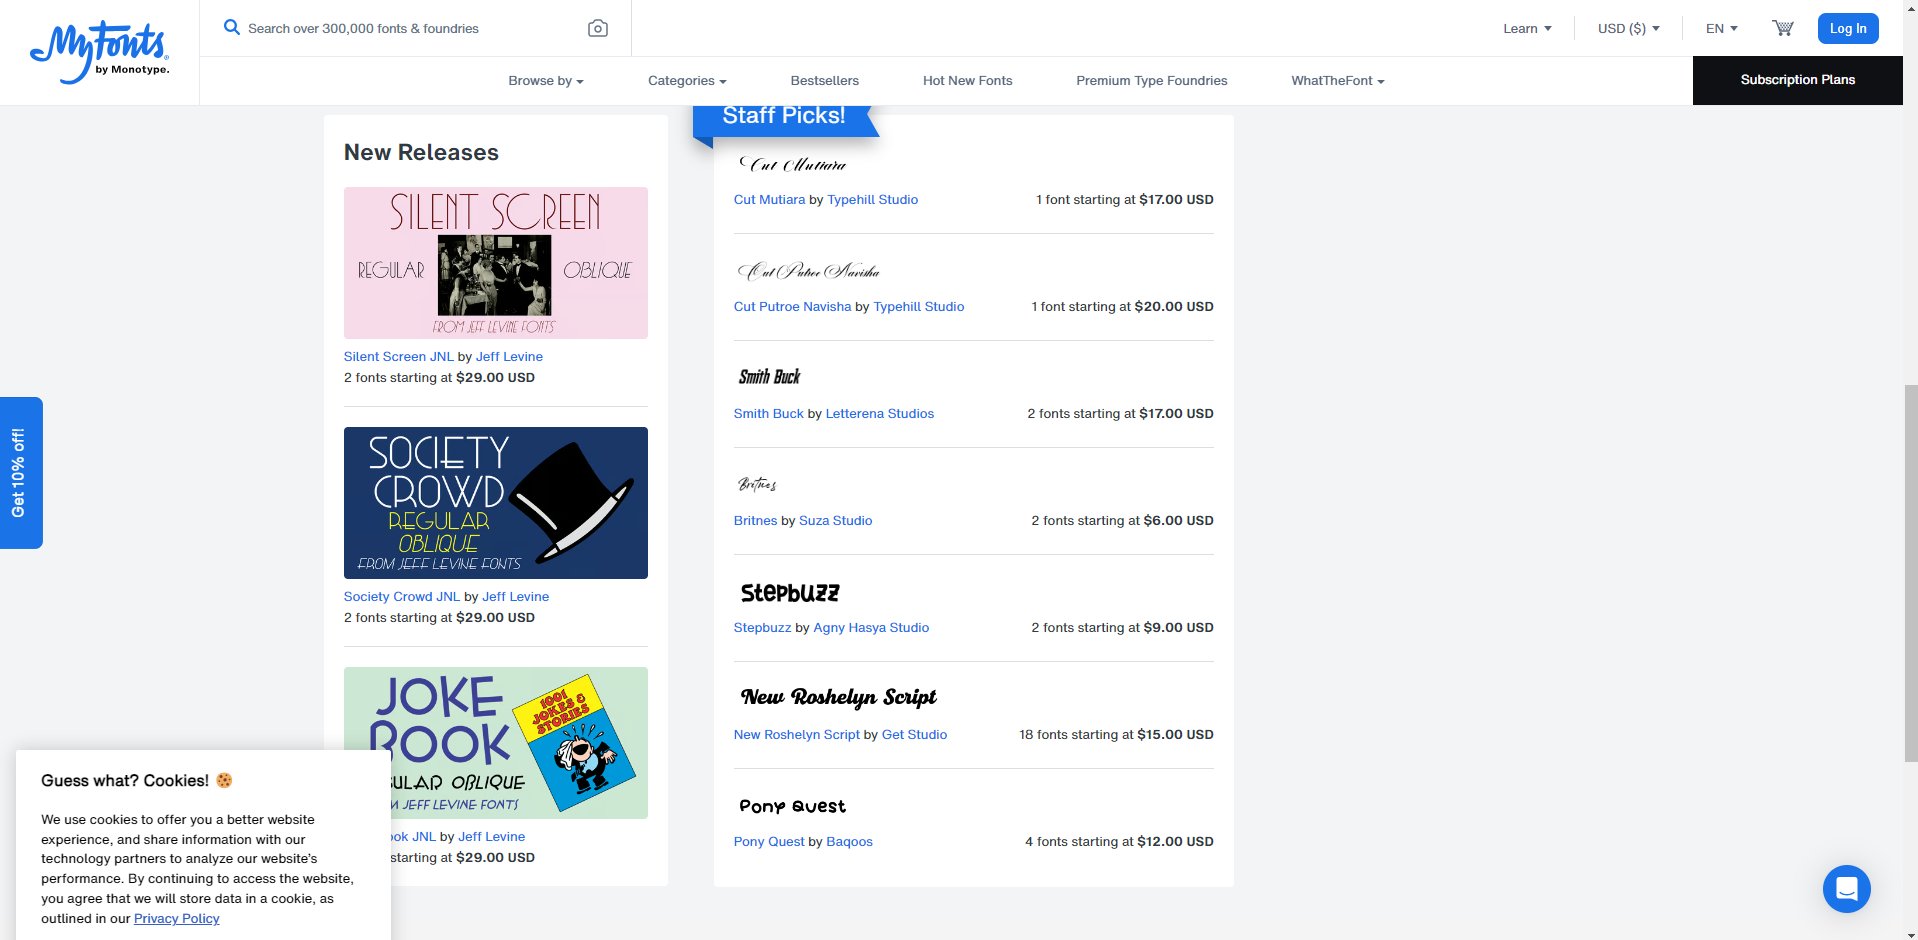 MyFonts
by Monotype.
Search over 300,000 fonts & foundries
Learn
USD ($)
EN
Log In
Browse by
Categories
Bestsellers
Hot New Fonts
Premium Type Foundries
WhatTheFont
Subscription Plans
Get 10% off!
New Releases
SILENT SCREEN
REGULAR
OBLIQUE
FROM JEFF LEVINE FONTS
Silent Screen JNL by Jeff Levine
2 fonts starting at $29.00 USD
SOCIETY
CROWD
REGULAR
OBLIQUE
FROM JEFF LEVINE FONTS
Society Crowd JNL by Jeff Levine
2 fonts starting at $29.00 USD
JOKE
BOOK
OBLIQUE
JEFF LEVINE FONTS
1001
JOKES &
STORIES
JNL by Jeff Levine
starting at $29.00 USD
Staff Picks!
Cut Mutiara
Cut Mutiara by Typehill Studio
1 font starting at $17.00 USD
Cut Putroe Navisha
Cut Putroe Navisha by Typehill Studio
1 font starting at $20.00 USD
Smith Buck
Smith Buck by Letterena Studios
2 fonts starting at $17.00 USD
Britnes
Britnes by Suza Studio
2 fonts starting at $6.00 USD
Stepbuzz
Stepbuzz by Agny Hasya Studio
2 fonts starting at $9.00 USD
New Roshelyn Script
New Roshelyn Script by Get Studio
18 fonts starting at $15.00 USD
Pony Quest
Pony Quest by Baqoos
4 fonts starting at $12.00 USD
Guess what? Cookies! 🍪
We use cookies to offer you a better website
experience, and share information with our
technology partners to analyze our website’s
performance. By continuing to access the website,
you agree that we will store data in a cookie, as
outlined in our Privacy Policy